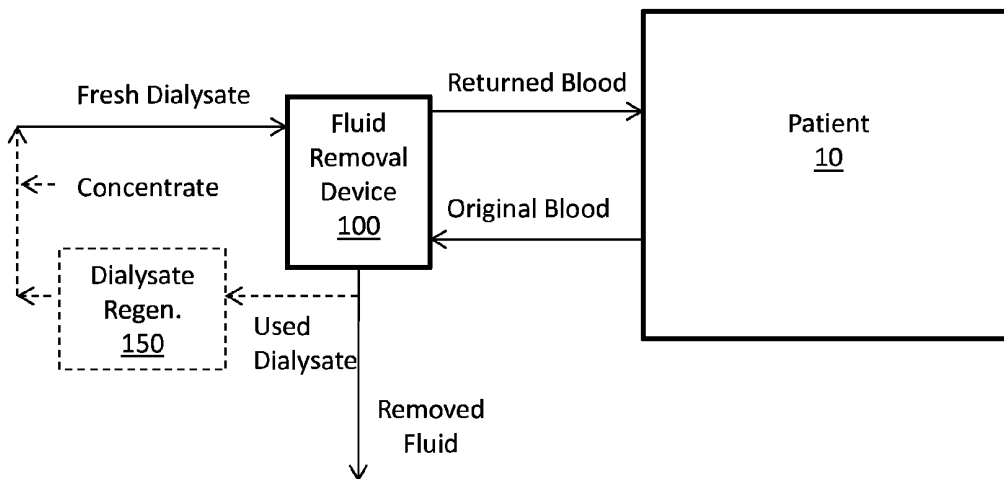 Fresh Dialysate
Concentrate
Dialysate
Regen.
150
Used
Dialysate
Fluid
Removal
Device
100
Removed
Fluid
Returned Blood
Original Blood
Patient
10